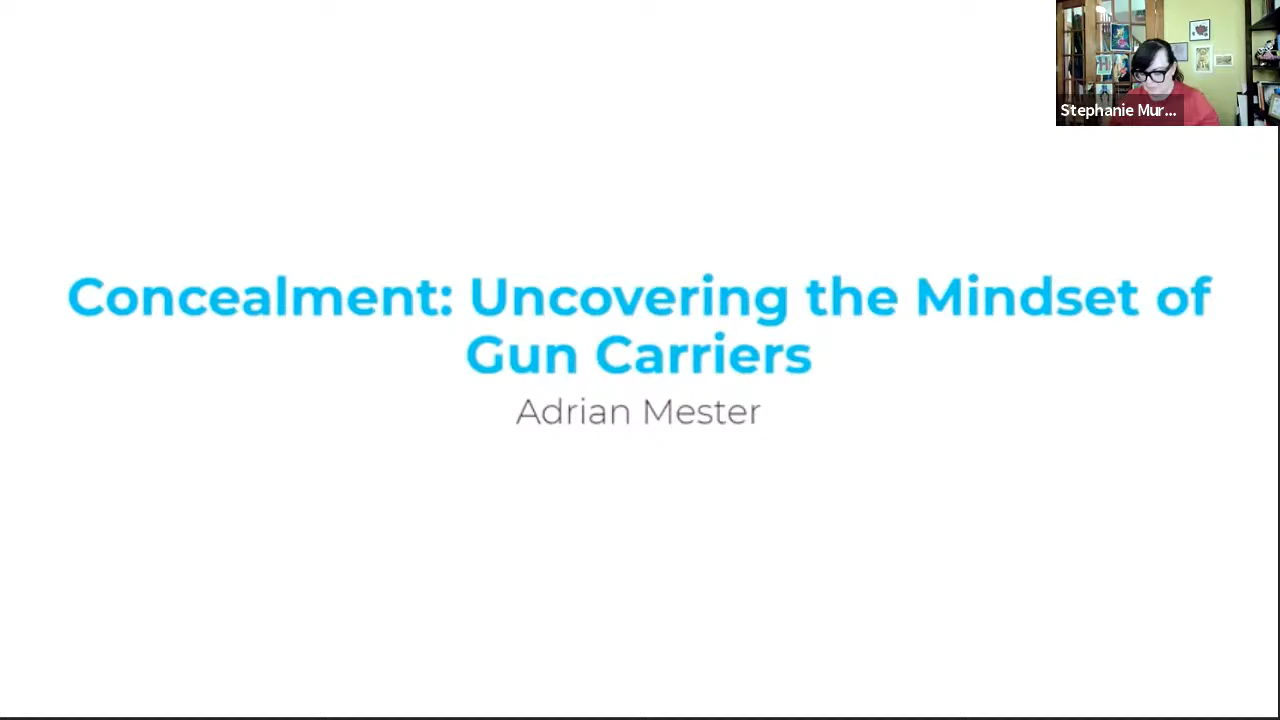 Stephanie Mur...
Concealment: Uncovering the Mindset of
Gun Carriers
Adrian Mester